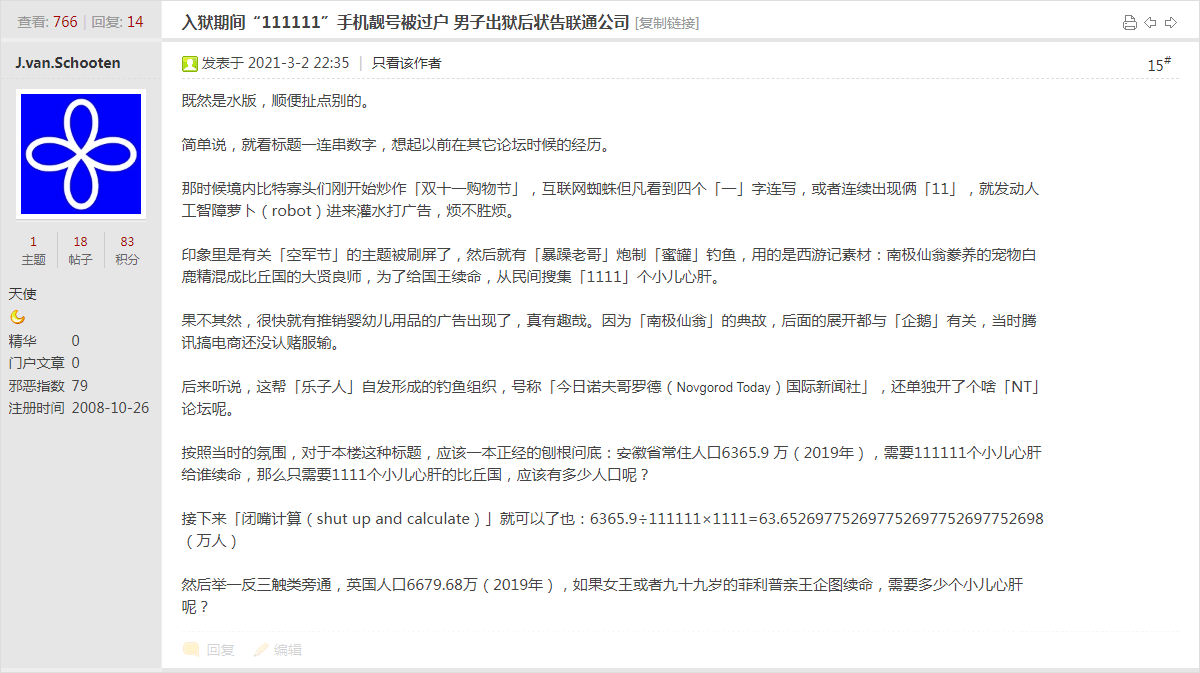 查看: 766 | 回复: 14
入狱期间“111111”手机靓号被过户 男子出狱后状告联通公司 [复制链接]
J.van.Schooten
发表于 2021-3-2 22:35 | 只看该作者
15#
1 18 83
主题 帖子 积分
天使
精华 0
门户文章 0
邪恶指数 79
注册时间 2008-10-26
既然是水版，顺便扯点别的。
简单说，就看标题一连串数字，想起以前在其它论坛时候的经历。
那时候境内比特寡头们刚开始炒作「双十一购物节」，互联网蜘蛛但凡看到四个「一」字连写，或者连续出现俩「11」，就发动人
工智障萝卜（robot）进来灌水打广告，烦不胜烦。
印象里是有关「空军节」的主题被刷屏了，然后就有「暴躁老哥」炮制「蜜罐」钓鱼，用的是西游记素材：南极仙翁豢养的宠物白
鹿精混成比丘国的大贤良师，为了给国王续命，从民间搜集「1111」个小儿心肝。
果不其然，很快就有推销婴幼儿用品的广告出现了，真有趣哉。因为「南极仙翁」的典故，后面的展开都与「企鹅」有关，当时腾
讯搞电商还没认赌服输。
后来听说，这帮「乐子人」自发形成的钓鱼组织，号称「今日诺夫哥罗德（Novgorod Today）国际新闻社」，还单独开了个啥「NT」
论坛呢。
按照当时的氛围，对于本楼这种标题，应该一本正经的刨根问底：安徽省常住人口6365.9 万（2019年），需要111111个小儿心肝
给谁续命，那么只需要1111个小儿心肝的比丘国，应该有多少人口呢？
接下来「闭嘴计算（shut up and calculate）」就可以了也：6365.9÷111111×1111=63.652697752697752697752697752698
（万人）
然后举一反三触类旁通，英国人口6679.68万（2019年），如果女王或者九十九岁的菲利普亲王企图续命，需要多少个小儿心肝
呢？
回复 编辑